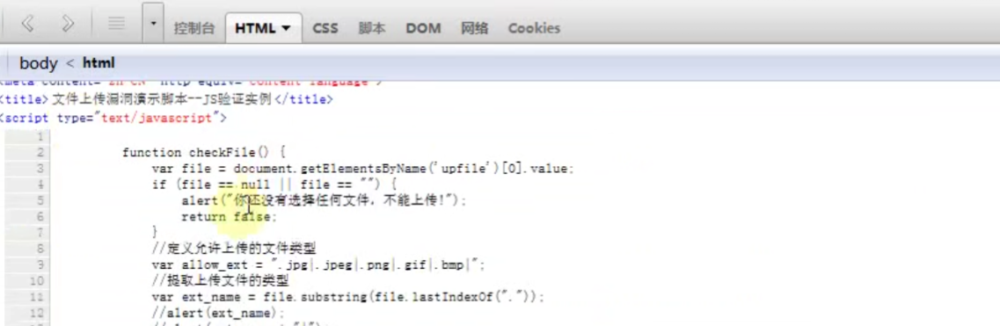 控制台 HTML CSS 脚本 DOM 网络 Cookies
body < html
<meta content="zh-CN" http-equiv="content-language">
<title>文件上传漏洞演示脚本--JS验证实例</title>
<script type="text/javascript">
1
2 function checkFile() {
3 var file = document.getElementsByName('upfile')[0].value;
4 if (file == null || file == "") {
5 alert("你还没有选择任何文件，不能上传!");
6 return false;
7 }
8 //定义允许上传的文件类型
9 var allow_ext = ".jpg|.jpeg|.png|.gif|.bmp|";
10 //提取上传文件的类型
11 var ext_name = file.substring(file.lastIndexOf("."));
12 //alert(ext_name);